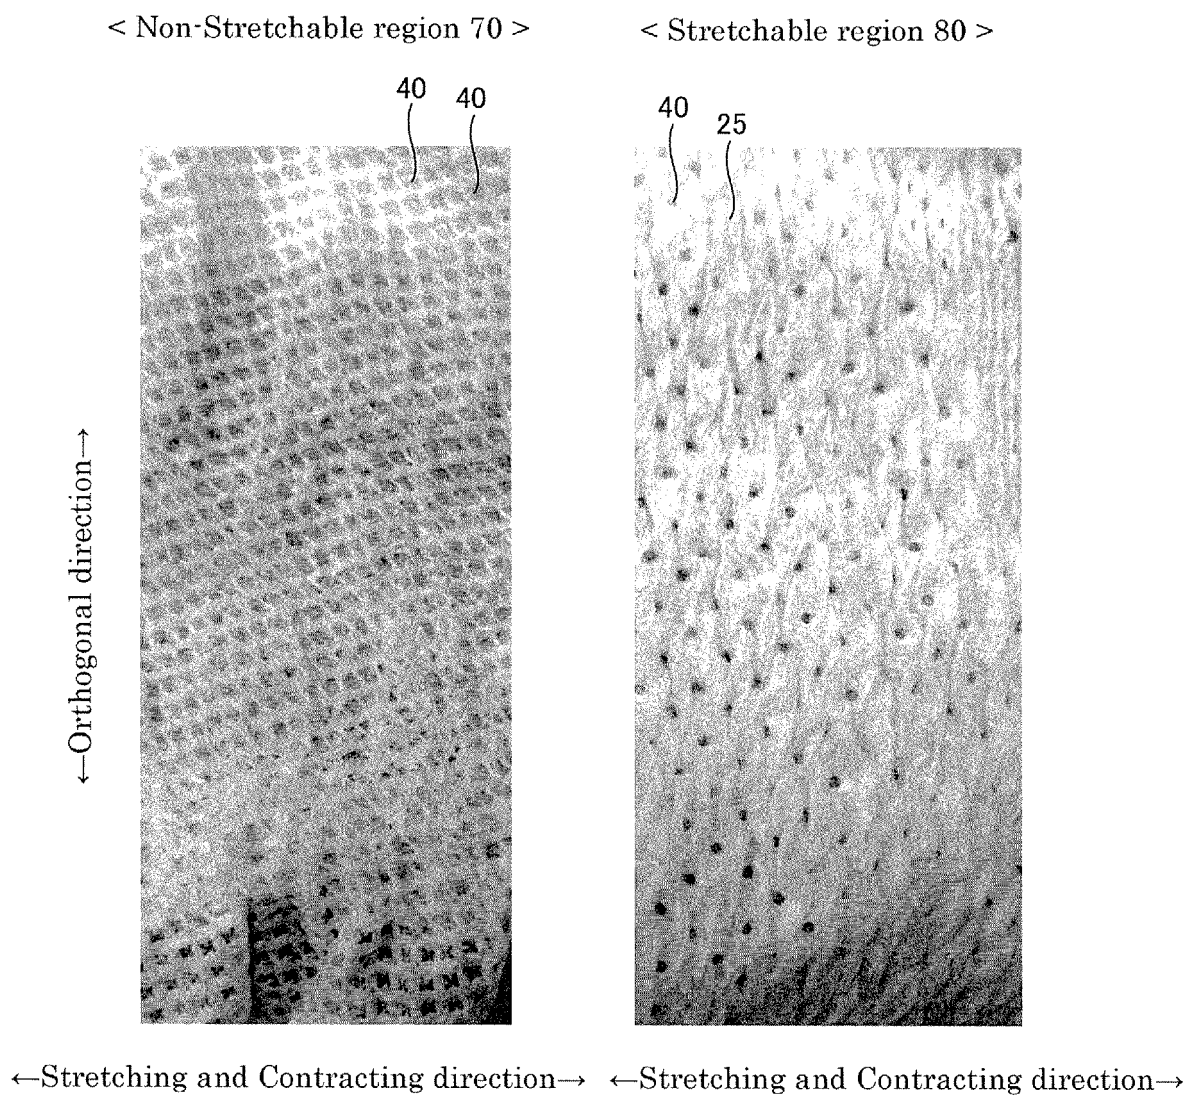 < Non-Stretchable region 70 >
< Stretchable region 80 >
40
40
40
25
←Orthogonal direction→
←Stretching and Contracting direction→
←Stretching and Contracting direction→